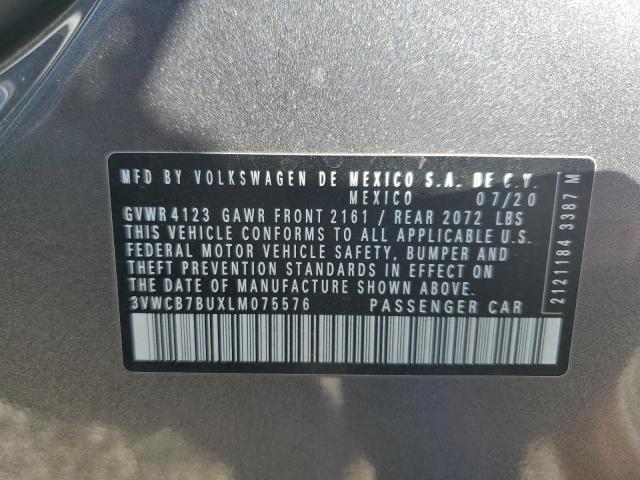 MFD BY VOLKSWAGEN DE MEXICO S.A. DE C.V.
MEXICO 07/20
GVWR 4123 GAWR FRONT 2161 / REAR 2072 LBS
THIS VEHICLE CONFORMS TO ALL APPLICABLE U.S.
FEDERAL MOTOR VEHICLE SAFETY, BUMPER AND
THEFT PREVENTION STANDARDS IN EFFECT ON
THE DATE OF MANUFACTURE SHOWN ABOVE.
3VWCB7BUXLM075576 PASSENGER CAR
2121184 3387 M